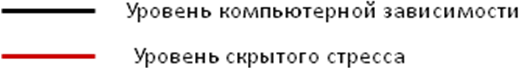 Уровень компьютерной зависимости
Уровень скрытого стресса